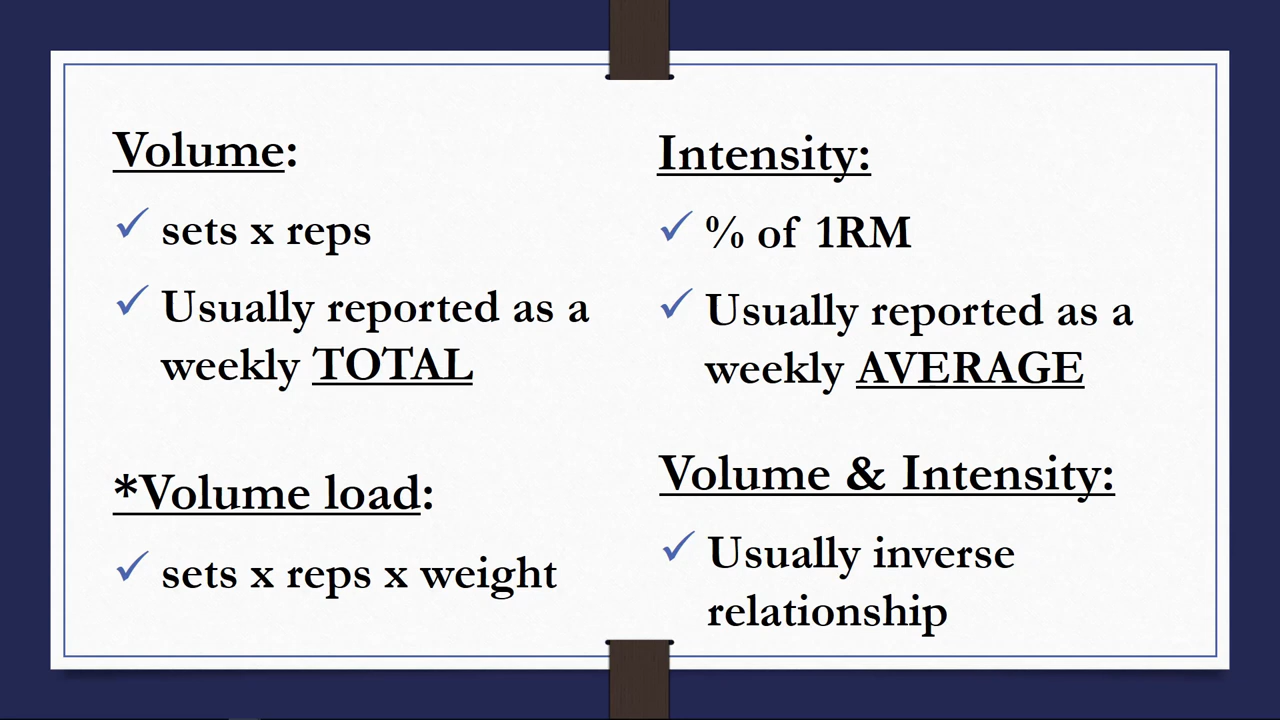 Volume:
sets x reps
Usually reported as a
weekly TOTAL
*Volume load:
sets x reps x weight
Intensity:
% of 1RM
Usually reported as a
weekly AVERAGE
Volume & Intensity:
Usually inverse
relationship